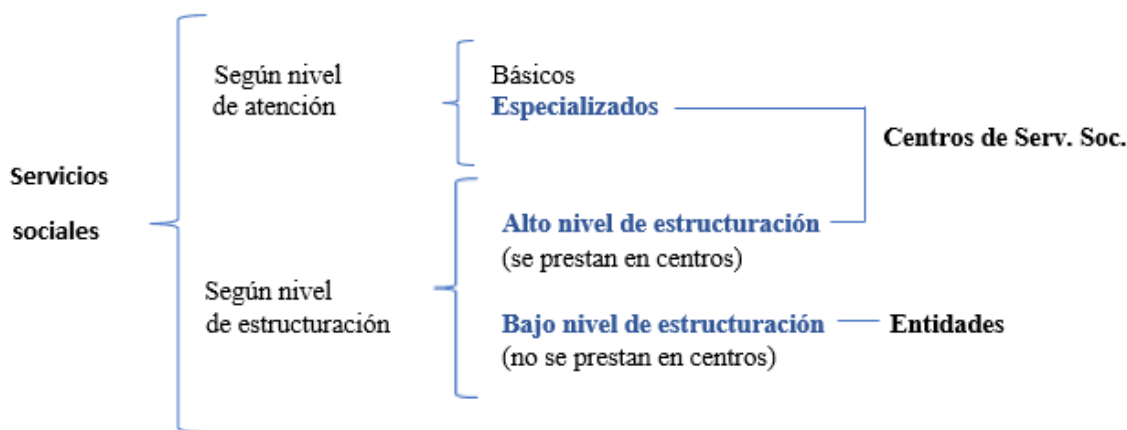 Servicios
sociales
Según nivel
de atención
Básicos
Especializados
Centros de Serv. Soc.
Según nivel
de estructuración
Alto nivel de estructuración
(se prestan en centros)
Bajo nivel de estructuración
(no se prestan en centros)
Entidades